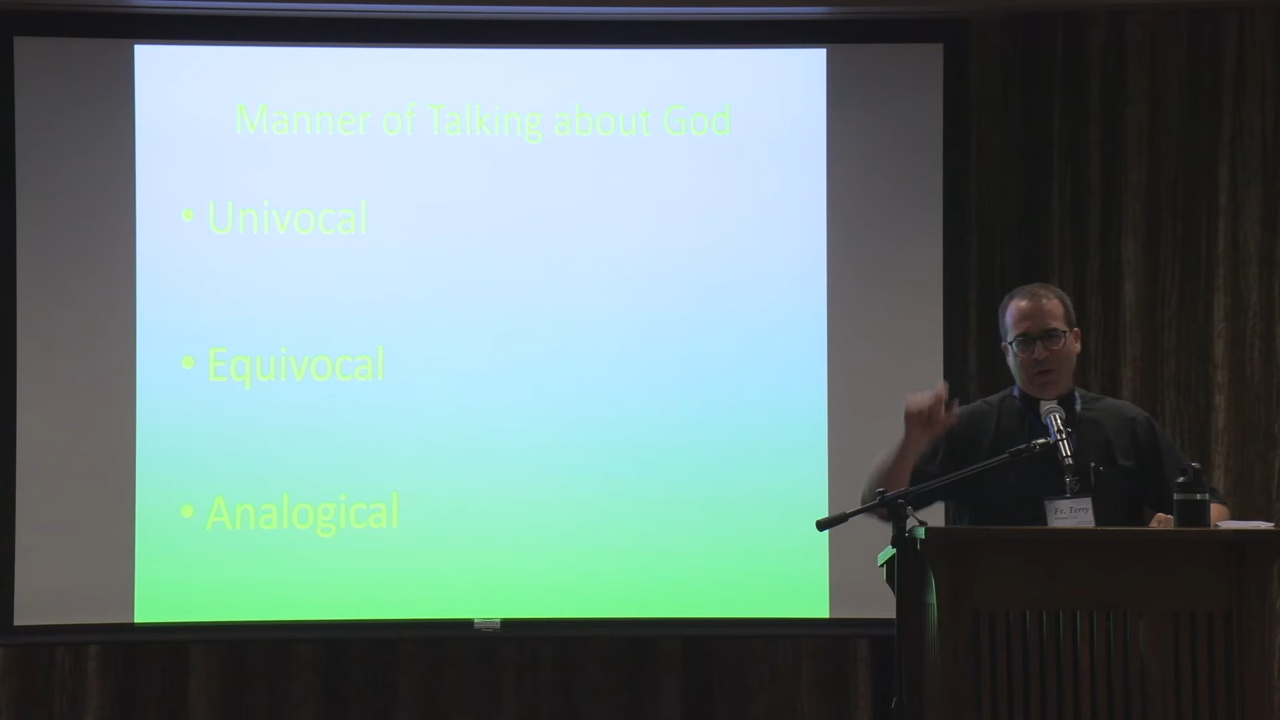 Manner of Talking about God
• Univocal
• Equivocal
• Analogical
Fr. Terry